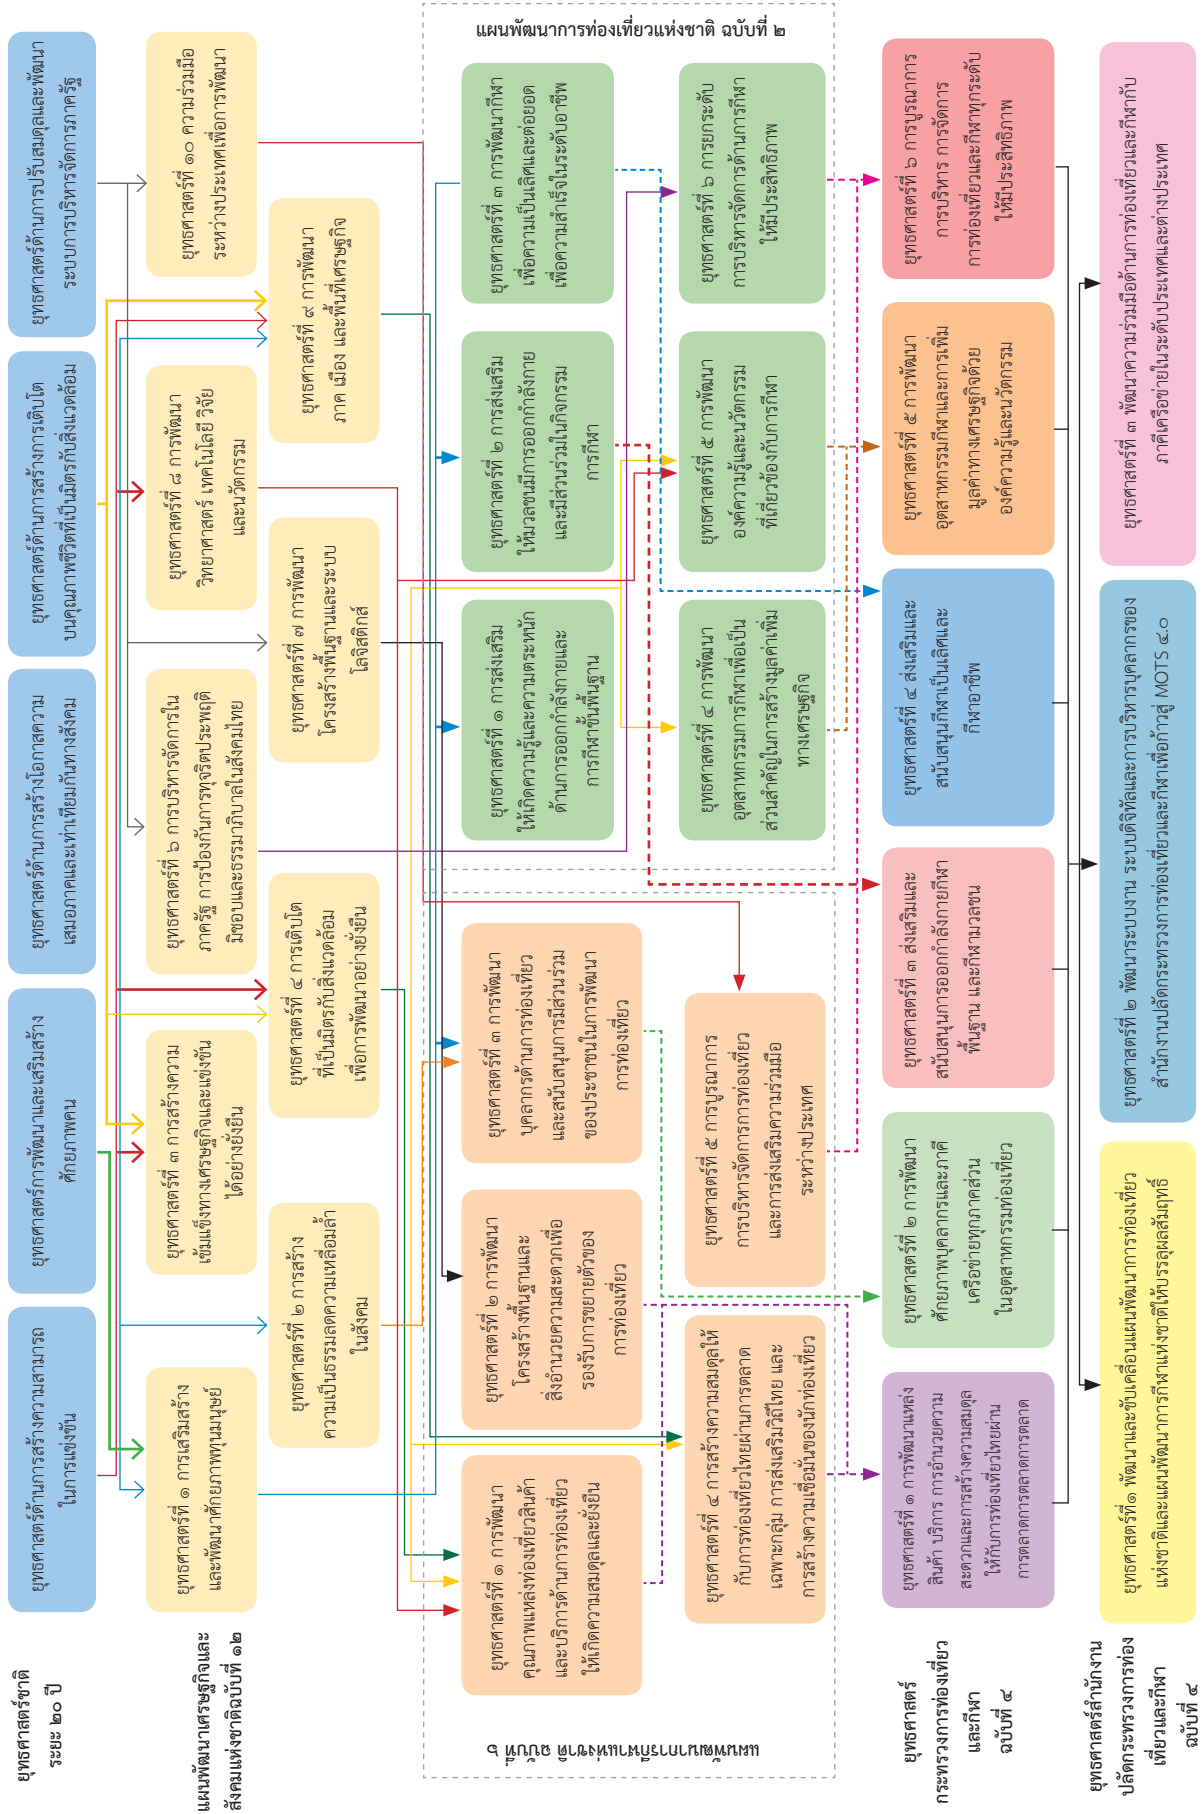 ยุทธศาสตร์ชาติ
ระยะ ๒๐ ปี
ยุทธศาสตร์ด้านการสร้างความสามารถ
ในการแข่งขัน
ยุทธศาสตร์การพัฒนาและเสริมสร้าง
ศักยภาพคน
ยุทธศาสตร์ด้านการสร้างโอกาสความ
เสมอภาคและเท่าเทียมกันทางสังคม
ยุทธศาสตร์ด้านการสร้างการเติบโต
บนคุณภาพชีวิตที่เป็นมิตรกับสิ่งแวดล้อม
ยุทธศาสตร์ด้านการปรับสมดุลและพัฒนา
ระบบการบริหารจัดการภาครัฐ
แผนพัฒนาเศรษฐกิจและ
สังคมแห่งชาติฉบับที่ ๑๒
ยุทธศาสตร์ที่ ๑ การเสริมสร้าง
และพัฒนาศักยภาพทุนมนุษย์
ยุทธศาสตร์ที่ ๒ การสร้าง
ความเป็นธรรมลดความเหลื่อมล้ำ
ในสังคม
ยุทธศาสตร์ที่ ๓ การสร้างความ
เข้มแข็งทางเศรษฐกิจและแข่งขัน
ได้อย่างยั่งยืน
ยุทธศาสตร์ที่ ๔ การเติบโต
ที่เป็นมิตรกับสิ่งแวดล้อม
เพื่อการพัฒนาอย่างยั่งยืน
ยุทธศาสตร์ที่ ๖ การบริหารจัดการใน
ภาครัฐ การป้องกันการทุจริตประพฤติ
มิชอบและธรรมาภิบาลในสังคมไทย
ยุทธศาสตร์ที่ ๗ การพัฒนา
โครงสร้างพื้นฐานและระบบ
โลจิสติกส์
ยุทธศาสตร์ที่ ๘ การพัฒนา
วิทยาศาสตร์ เทคโนโลยี วิจัย
และนวัตกรรม
ยุทธศาสตร์ที่ ๙ การพัฒนา
ภาค เมือง และพื้นที่เศรษฐกิจ
ยุทธศาสตร์ที่ ๑๐ ความร่วมมือ
ระหว่างประเทศเพื่อการพัฒนา
แผนพัฒนาการกีฬาแห่งชาติ ฉบับที่ ๖
ยุทธศาสตร์ที่ ๑ การพัฒนา
คุณภาพแหล่งท่องเที่ยวสินค้า
และบริการด้านการท่องเที่ยว
ให้เกิดความสมดุลและยั่งยืน
ยุทธศาสตร์ที่ ๒ การพัฒนา
โครงสร้างพื้นฐานและ
สิ่งอำนวยความสะดวกเพื่อ
รองรับการขยายตัวของ
การท่องเที่ยว
ยุทธศาสตร์ที่ ๓ การพัฒนา
บุคลากรด้านการท่องเที่ยว
และสนับสนุนการมีส่วนร่วม
ของประชาชนในการพัฒนา
การท่องเที่ยว
ยุทธศาสตร์ที่ ๔ การสร้างความสมดุลให้
กับการท่องเที่ยวไทยผ่านการตลาด
เฉพาะกลุ่ม การส่งเสริมวิถีไทย และ
การสร้างความเชื่อมั่นของนักท่องเที่ยว
ยุทธศาสตร์ที่ ๕ การบูรณาการ
การบริหารจัดการการท่องเที่ยว
และการส่งเสริมความร่วมมือ
ระหว่างประเทศ
แผนพัฒนาการท่องเที่ยวแห่งชาติ ฉบับที่ ๒
ยุทธศาสตร์ที่ ๑ การส่งเสริม
ให้เกิดความรู้และความตระหนัก
ด้านการออกกำลังกายและ
การกีฬาขั้นพื้นฐาน
ยุทธศาสตร์ที่ ๒ การส่งเสริม
ให้มวลชนมีการออกกำลังกาย
และมีส่วนร่วมในกิจกรรม
การกีฬา
ยุทธศาสตร์ที่ ๓ การพัฒนากีฬา
เพื่อความเป็นเลิศและต่อยอด
เพื่อความสำเร็จในระดับอาชีพ
ยุทธศาสตร์ที่ ๔ การพัฒนา
อุตสาหกรรมการกีฬาเพื่อเป็น
ส่วนสำคัญในการสร้างมูลค่าเพิ่ม
ทางเศรษฐกิจ
ยุทธศาสตร์ที่ ๕ การพัฒนา
องค์ความรู้และนวัตกรรม
ที่เกี่ยวข้องกับการกีฬา
ยุทธศาสตร์ที่ ๖ การยกระดับ
การบริหารจัดการด้านการกีฬา
ให้มีประสิทธิภาพ
ยุทธศาสตร์
กระทรวงการท่องเที่ยว
และกีฬา
ฉบับที่ ๔
ยุทธศาสตร์ที่ ๑ การพัฒนาแหล่ง
สินค้า บริการ การอำนวยความ
สะดวกและการสร้างความสมดุล
ให้กับการท่องเที่ยวไทยผ่าน
การตลาดการตลาดการตลาด
ยุทธศาสตร์ที่ ๒ การพัฒนา
ศักยภาพบุคลากรและภาคี
เครือข่ายทุกภาคส่วน
ในอุตสาหกรรมท่องเที่ยว
ยุทธศาสตร์ที่ ๓ ส่งเสริมและ
สนับสนุนการออกกำลังกายกีฬา
พื้นฐาน และกีฬามวลชน
ยุทธศาสตร์ที่ ๔ ส่งเสริมและ
สนับสนุนกีฬาเป็นเลิศและ
กีฬาอาชีพ
ยุทธศาสตร์ที่ ๕ การพัฒนา
อุตสาหกรรมกีฬาและการเพิ่ม
มูลค่าทางเศรษฐกิจด้วย
องค์ความรู้และนวัตกรรม
ยุทธศาสตร์ที่ ๖ การบูรณาการ
การบริหาร การจัดการ
การท่องเที่ยวและกีฬาทุกระดับ
ให้มีประสิทธิภาพ
ยุทธศาสตร์สำนักงาน
ปลัดกระทรวงการท่อง
เที่ยวและกีฬา
ฉบับที่ ๔
ยุทธศาสตร์ที่๑ พัฒนาและขับเคลื่อนแผนพัฒนาการท่องเที่ยว
แห่งชาติและแผนพัฒนาการกีฬาแห่งชาติให้บรรลุผลสัมฤทธิ์
ยุทธศาสตร์ที่ ๒ พัฒนาระบบงาน ระบบดิจิทัลและการบริหารบุคลากรของ
สำนักงานปลัดกระทรวงการท่องเที่ยวและกีฬาเพื่อก้าวสู่ MOTS ๔.๐
ยุทธศาสตร์ที่ ๓ พัฒนาความร่วมมือด้านการท่องเที่ยวและกีฬากับ
ภาคีเครือข่ายในระดับประเทศและต่างประเทศ